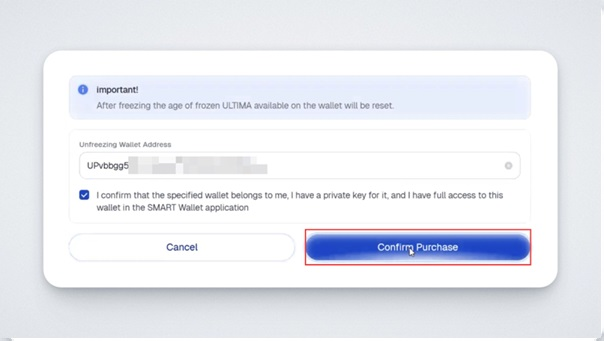 important!
After freezing the age of frozen ULTIMA available on the wallet will be reset.
Unfreezing Wallet Address
UPvbbgg5
I confirm that the specified wallet belongs to me, I have a private key for it, and I have full access to this
wallet in the SMART Wallet application
Cancel
Confirm Purchase